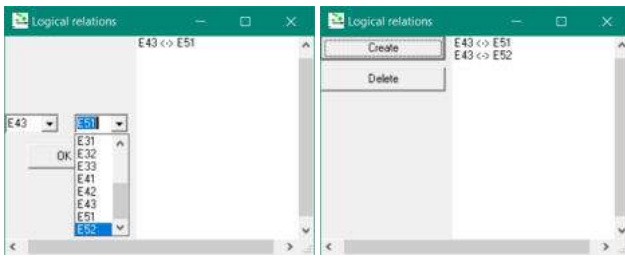 Logical relations
E43 <-> E51
E43
E51
OK
E31
E32
E33
E41
E42
E43
E51
E52
Logical relations
Create
Delete
E43 <-> E51
E43 <-> E52